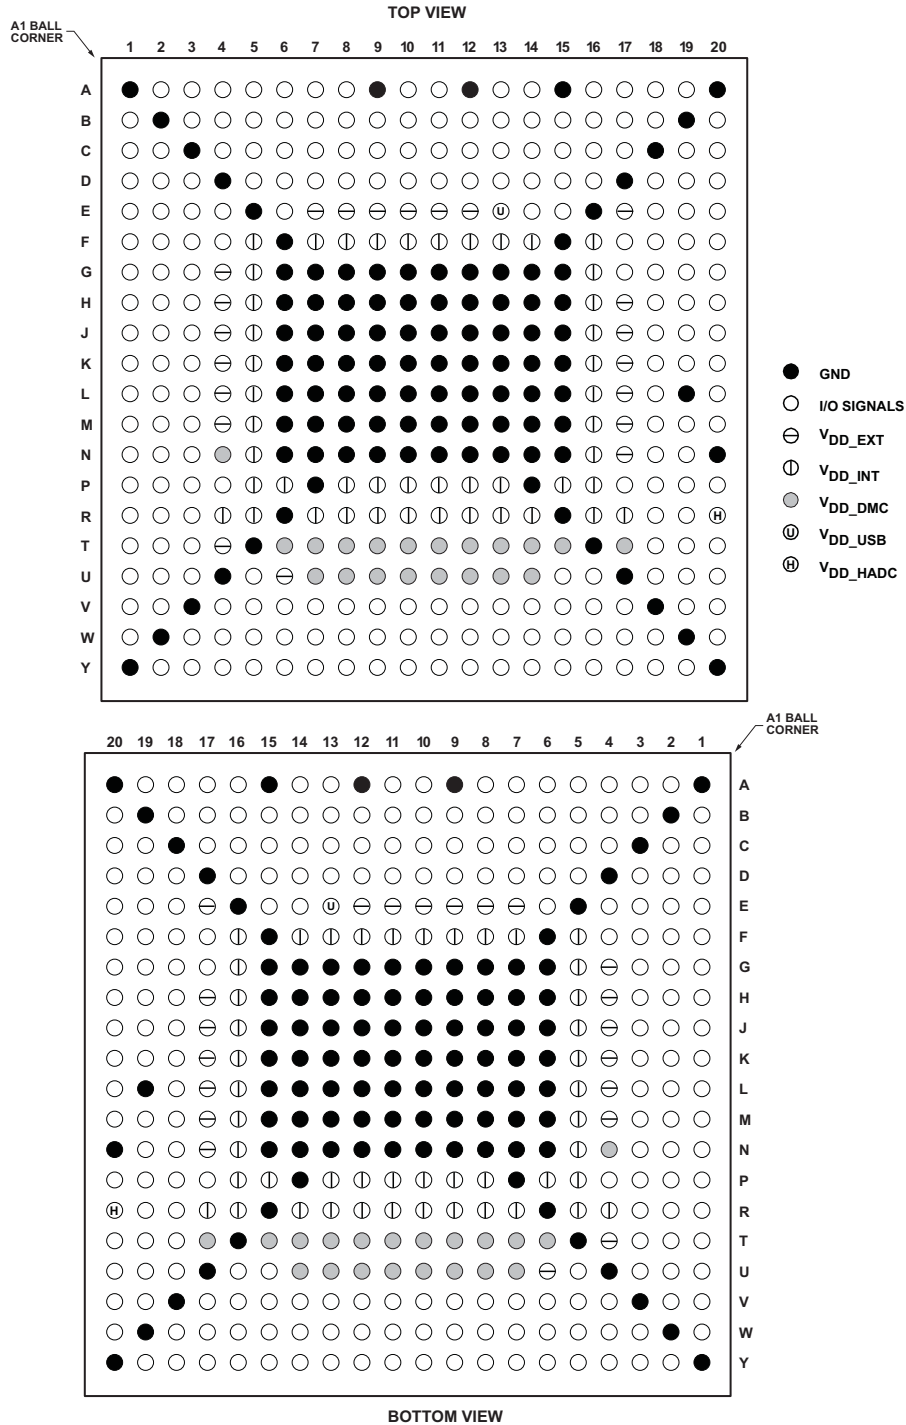 TOP VIEW
A1 BALL
CORNER
1 2 3 4 5 6 7 8 9 10 11 12 13 14 15 16 17 18 19 20
A
B
C
D
E U
F
G
H
J
K
L
M
N
P
R H
T
U
V
W
Y
GND
I/O SIGNALS
VDD_EXT
VDD_INT
VDD_DMC
U VDD_USB
H VDD_HADC
A1 BALL
CORNER
20 19 18 17 16 15 14 13 12 11 10 9 8 7 6 5 4 3 2 1
A
B
C
D
U E
F
G
H
J
K
L
M
N
P
H R
T
U
V
W
Y
BOTTOM VIEW